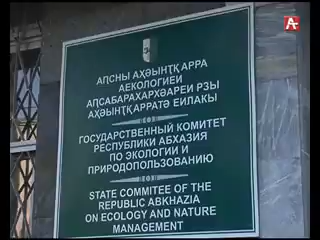 АԤСНЫ АҲӘЫНҬҚАРРА
АЕКОЛОГИЕИ
АԤСАБАРАХАРХӘАРЕИ РЗЫ
АҲӘЫНҬҚАРРАТӘ ЕИЛАКЫ
ГОСУДАРСТВЕННЫЙ КОМИТЕТ
РЕСПУБЛИКИ АБХАЗИЯ
ПО ЭКОЛОГИИ И
ПРИРОДОПОЛЬЗОВАНИЮ
STATE COMMITEE OF THE
REPUBLIC ABKHAZIA
ON ECOLOGY AND NATURE
MANAGEMENT